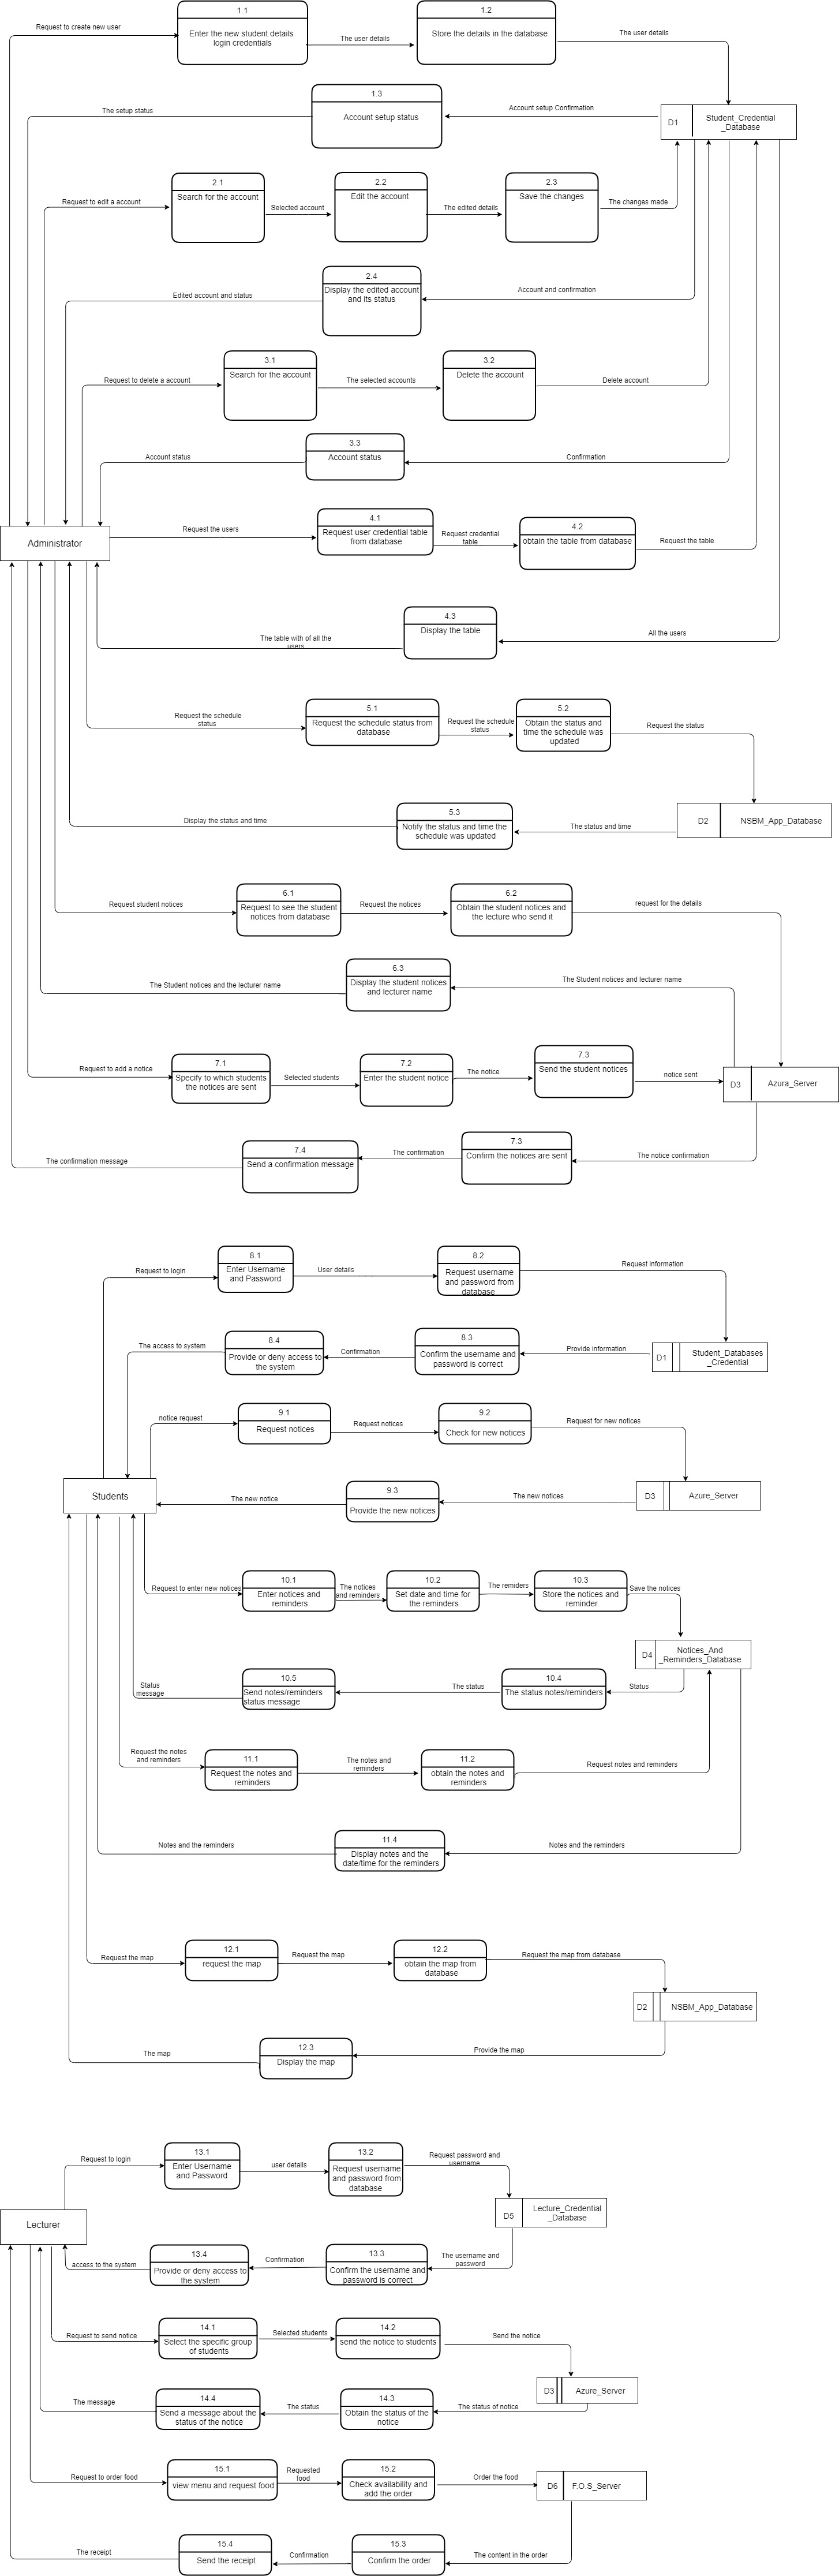 1.1
1.2
Request to create new user
Enter the new student details
login credentials
The user details
Store the details in the database
The user details
1.3
The setup status
Account setup status
Account setup Confirmation
D1
Student_Credential
_Database
2.1
2.2
2.3
Request to edit a account
Search for the account
Selected account
Edit the account
The edited details
Save the changes
The changes made
2.4
Edited account and status
Display the edited account
and its status
Account and confirmation
3.1
3.2
Request to delete a account
Search for the account
The selected accounts
Delete the account
Delete account
3.3
Account status
Account status
Confirmation
4.1
4.2
Administrator
Request the users
Request user credential table
from database
Request credential
table
obtain the table from database
Request the table
4.3
The table with of all the
users
Display the table
All the users
5.1
5.2
Request the schedule
status
Request the schedule status from
database
Request the schedule
status
Obtain the status and
time the schedule was
updated
Request the status
5.3
Display the status and time
Notify the status and time the
schedule was updated
The status and time
D2
NSBM_App_Database
6.1
6.2
Request student notices
Request to see the student
notices from database
Request the notices
Obtain the student notices and
the lecture who send it
request for the details
6.3
The Student notices and the lecturer name
Display the student notices
and lecturer name
The Student notices and lecturer name
7.1
7.2
7.3
Request to add a notice
Specify to which students
the notices are sent
Selected students
Enter the student notice
The notice
Send the student notices
notice sent
D3
Azura_Server
7.4
7.3
The confirmation message
Send a confirmation message
The confirmation
Confirm the notices are sent
The notice confirmation
8.1
8.2
Request to login
Enter Username
and Password
User details
Request username
and password from
database
Request information
8.4
8.3
The access to system
Provide or deny access to
the system
Confirmation
Confirm the username and
password is correct
Provide information
D1
Student_Databases
_Credential
9.1
9.2
notice request
Request notices
Request notices
Check for new notices
Request for new notices
Students
9.3
The new notice
Provide the new notices
The new notices
D3
Azure_Server
10.1
10.2
10.3
Request to enter new notices
Enter notices and
reminders
The notices
and reminders
Set date and time for
the reminders
The remiders
Store the notices and
reminder
Save the notices
D4
Notices_And
_Reminders_Database
10.5
10.4
Status
message
Send notes/reminders
status message
The status
The status notes/reminders
Status
11.1
11.2
Request the notes
and reminders
Request the notes and
reminders
The notes and
reminders
obtain the notes and
reminders
Request notes and reminders
11.4
Notes and the reminders
Display notes and the
date/time for the reminders
Notes and the reminders
12.1
12.2
Request the map
request the map
Request the map
obtain the map from
database
Request the map from database
D2
NSBM_App_Database
12.3
The map
Display the map
Provide the map
13.1
13.2
Request to login
Enter Username
and Password
user details
Request username
and password from
database
Request password and
username
Lecturer
D5
Lecture_Credential
_Database
13.4
13.3
access to the system
Provide or deny access to
the system
Confirmation
Confirm the username and
password is correct
The username and
password
14.1
14.2
Request to send notice
Select the specific group
of students
Selected students
send the notice to students
Send the notice
D3
Azure_Server
14.4
14.3
The message
Send a message about the
status of the notice
The status
Obtain the status of the
notice
The status of notice
15.1
15.2
Request to order food
view menu and request food
Requested
food
Check availability and
add the order
Order the food
D6
F.O.S_Server
15.4
15.3
The receipt
Send the receipt
Confirmation
Confirm the order
The content in the order